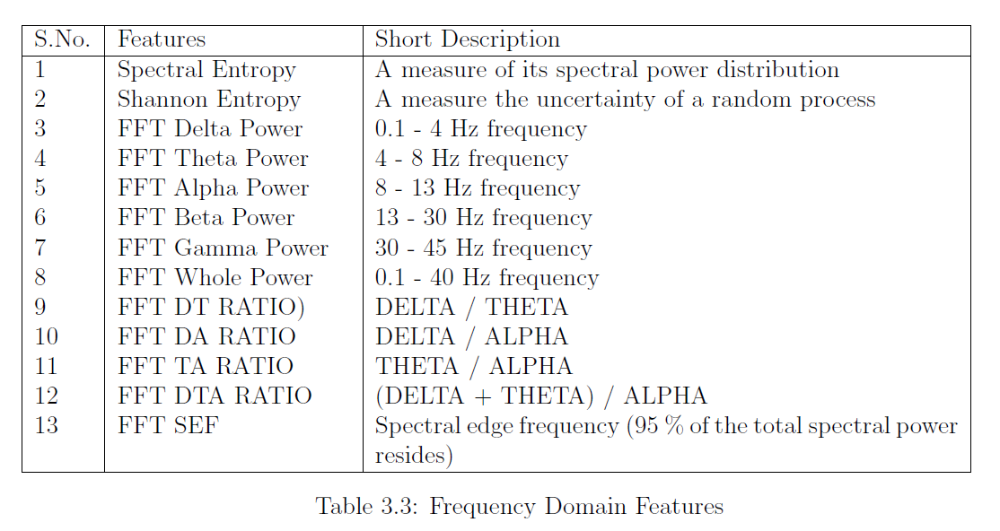 S.No. Features Short Description
1 Spectral Entropy A measure of its spectral power distribution
2 Shannon Entropy A measure the uncertainty of a random process
3 FFT Delta Power 0.1 - 4 Hz frequency
4 FFT Theta Power 4 - 8 Hz frequency
5 FFT Alpha Power 8 - 13 Hz frequency
6 FFT Beta Power 13 - 30 Hz frequency
7 FFT Gamma Power 30 - 45 Hz frequency
8 FFT Whole Power 0.1 - 40 Hz frequency
9 FFT DT RATIO) DELTA / THETA
10 FFT DA RATIO DELTA / ALPHA
11 FFT TA RATIO THETA / ALPHA
12 FFT DTA RATIO (DELTA + THETA) / ALPHA
13 FFT SEF Spectral edge frequency (95 % of the total spectral power
resides)
Table 3.3: Frequency Domain Features